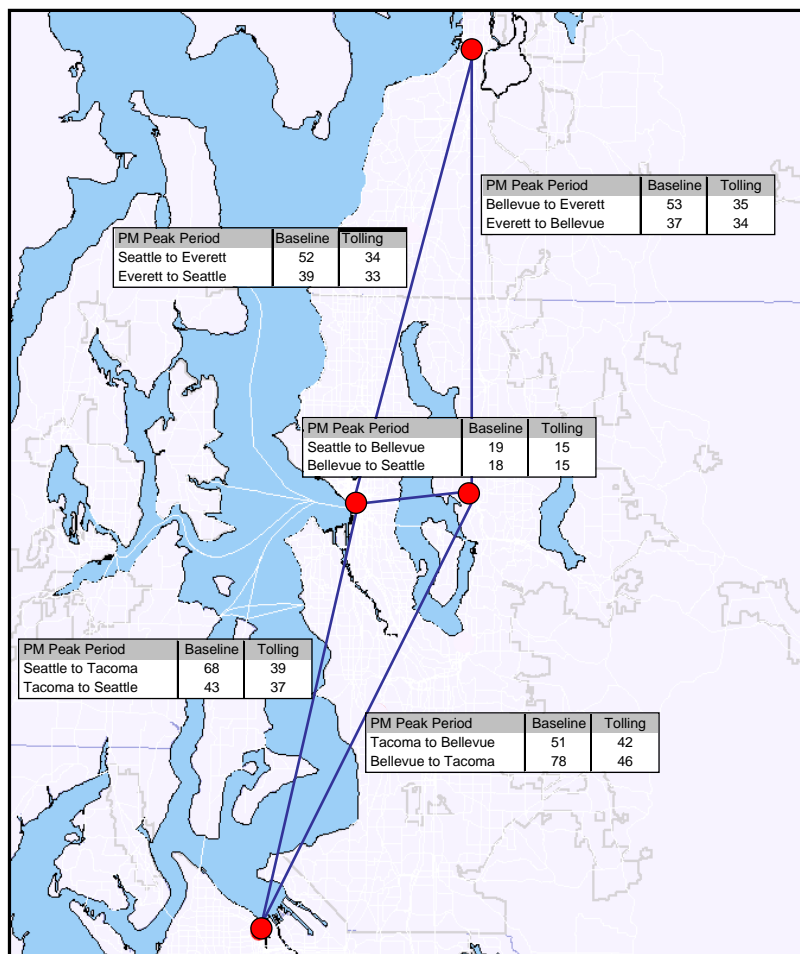 PM Peak Period Baseline Tolling
Bellevue to Everett 53 35
Everett to Bellevue 37 34
PM Peak Period Baseline Tolling
Seattle to Everett 52 34
Everett to Seattle 39 33
PM Peak Period Baseline Tolling
Seattle to Bellevue 19 15
Bellevue to Seattle 18 15
PM Peak Period Baseline Tolling
Seattle to Tacoma 68 39
Tacoma to Seattle 43 37
PM Peak Period Baseline Tolling
Tacoma to Bellevue 51 42
Bellevue to Tacoma 78 46